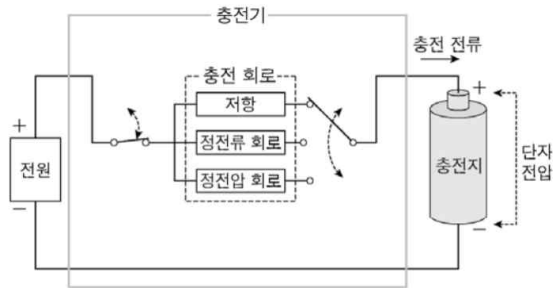 충전기
충전 전류
충전 회로
저항
정전류 회로
정전압 회로
+
전원
−
+
충전지
−
단자
전압